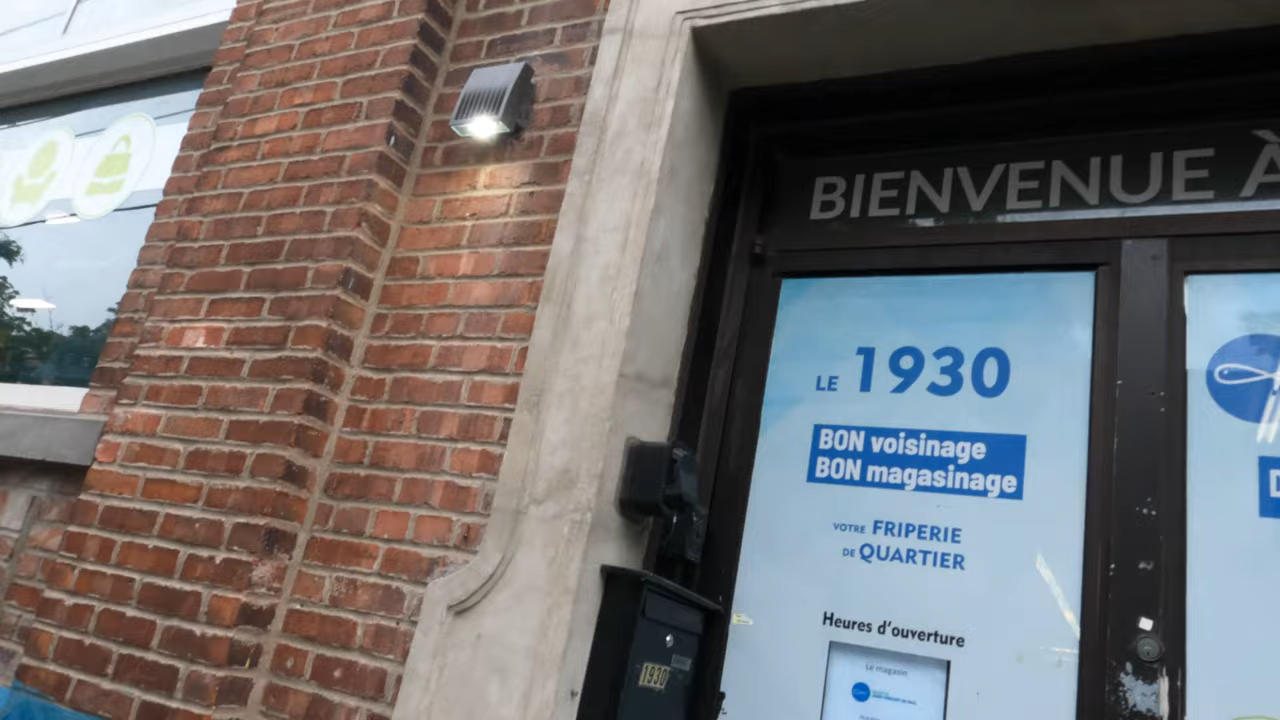 BIENVENUE À
LE 1930
BON voisinage
BON magasinage
VOTRE FRIPERIE
DE QUARTIER
Heures d'ouverture
Le magasin
1930
D